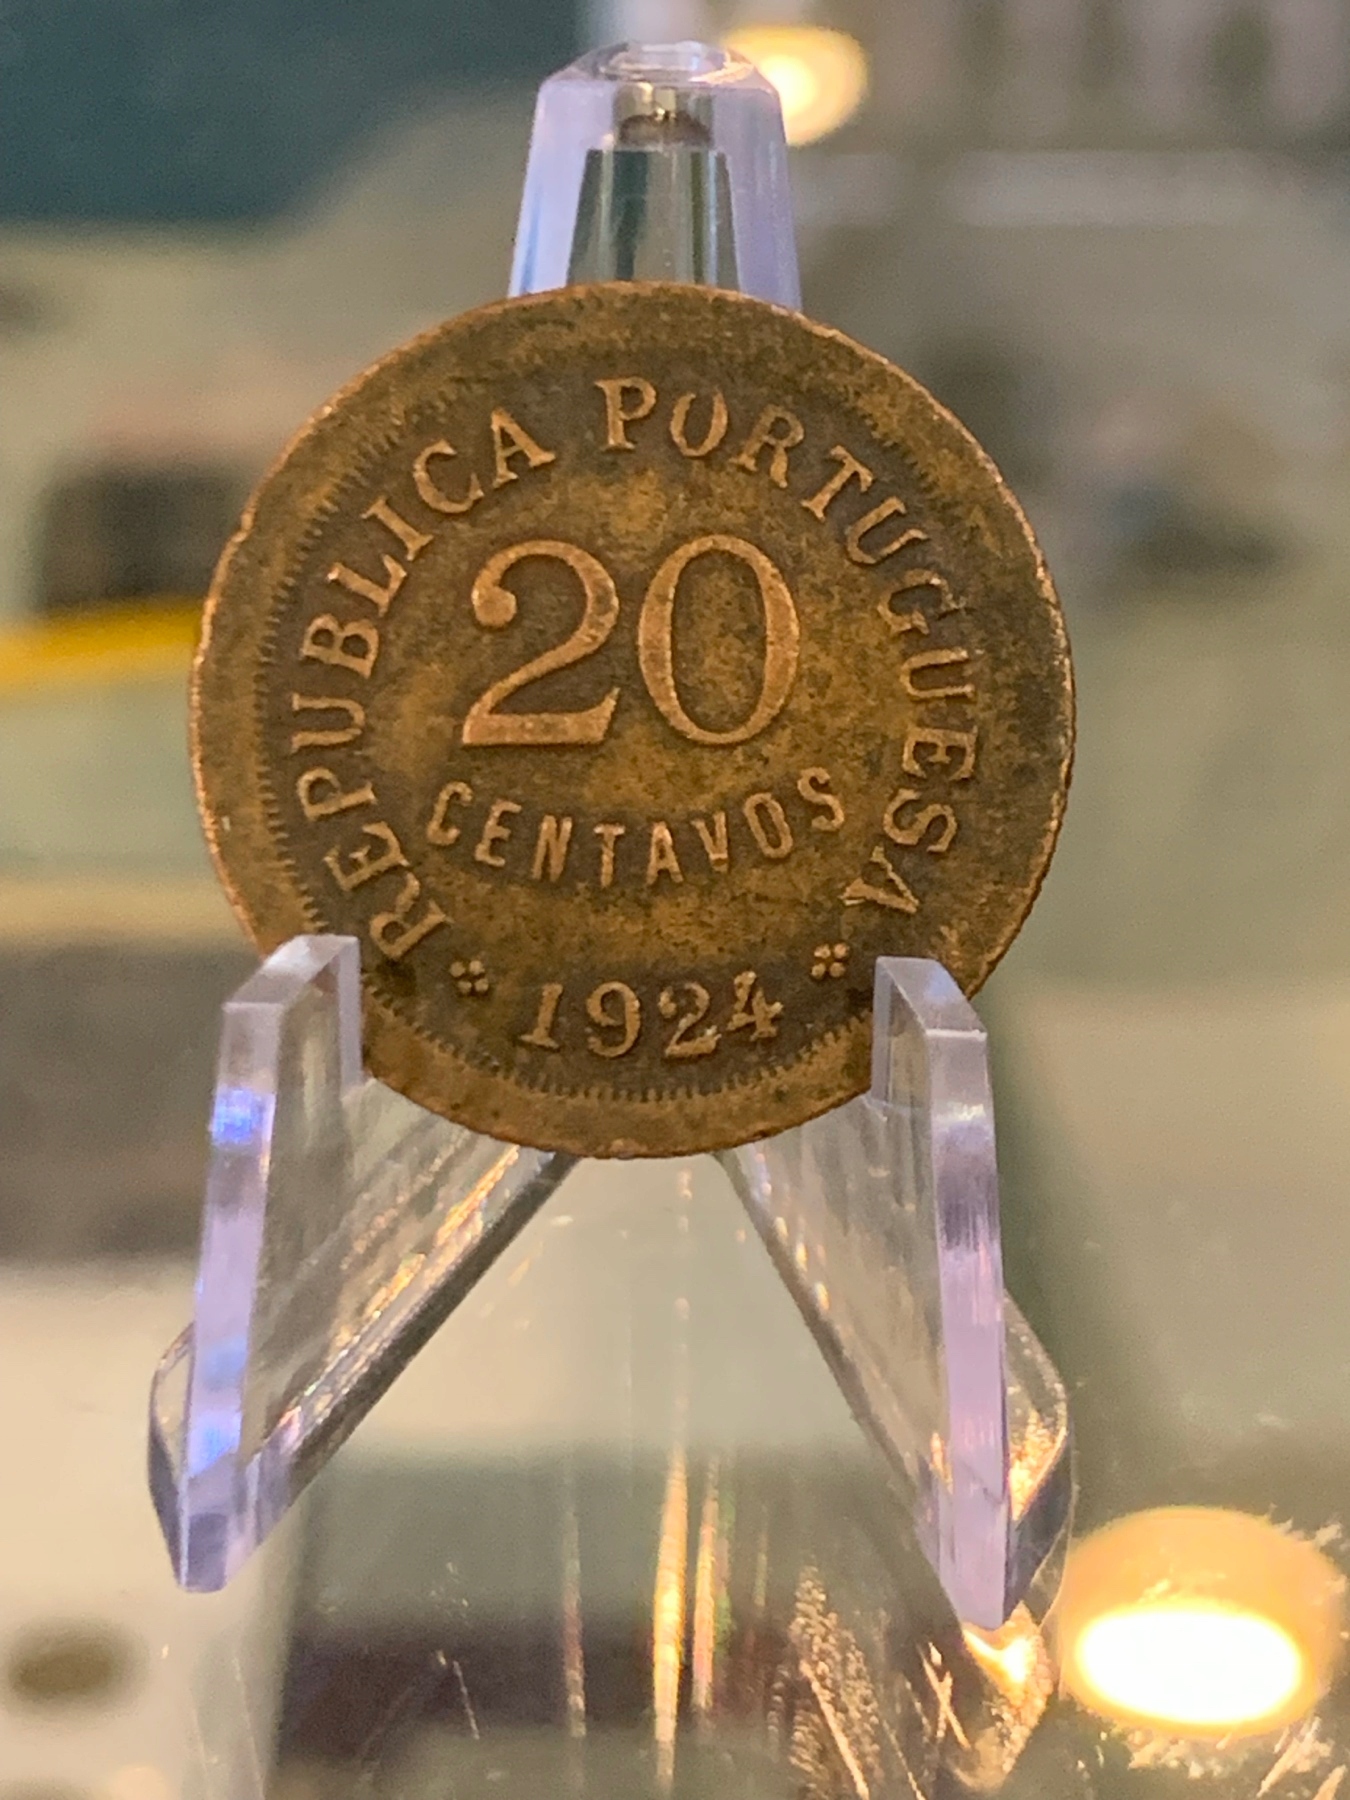 REPUBLICA PORTUGUESA
20
CENTAVOS
1924